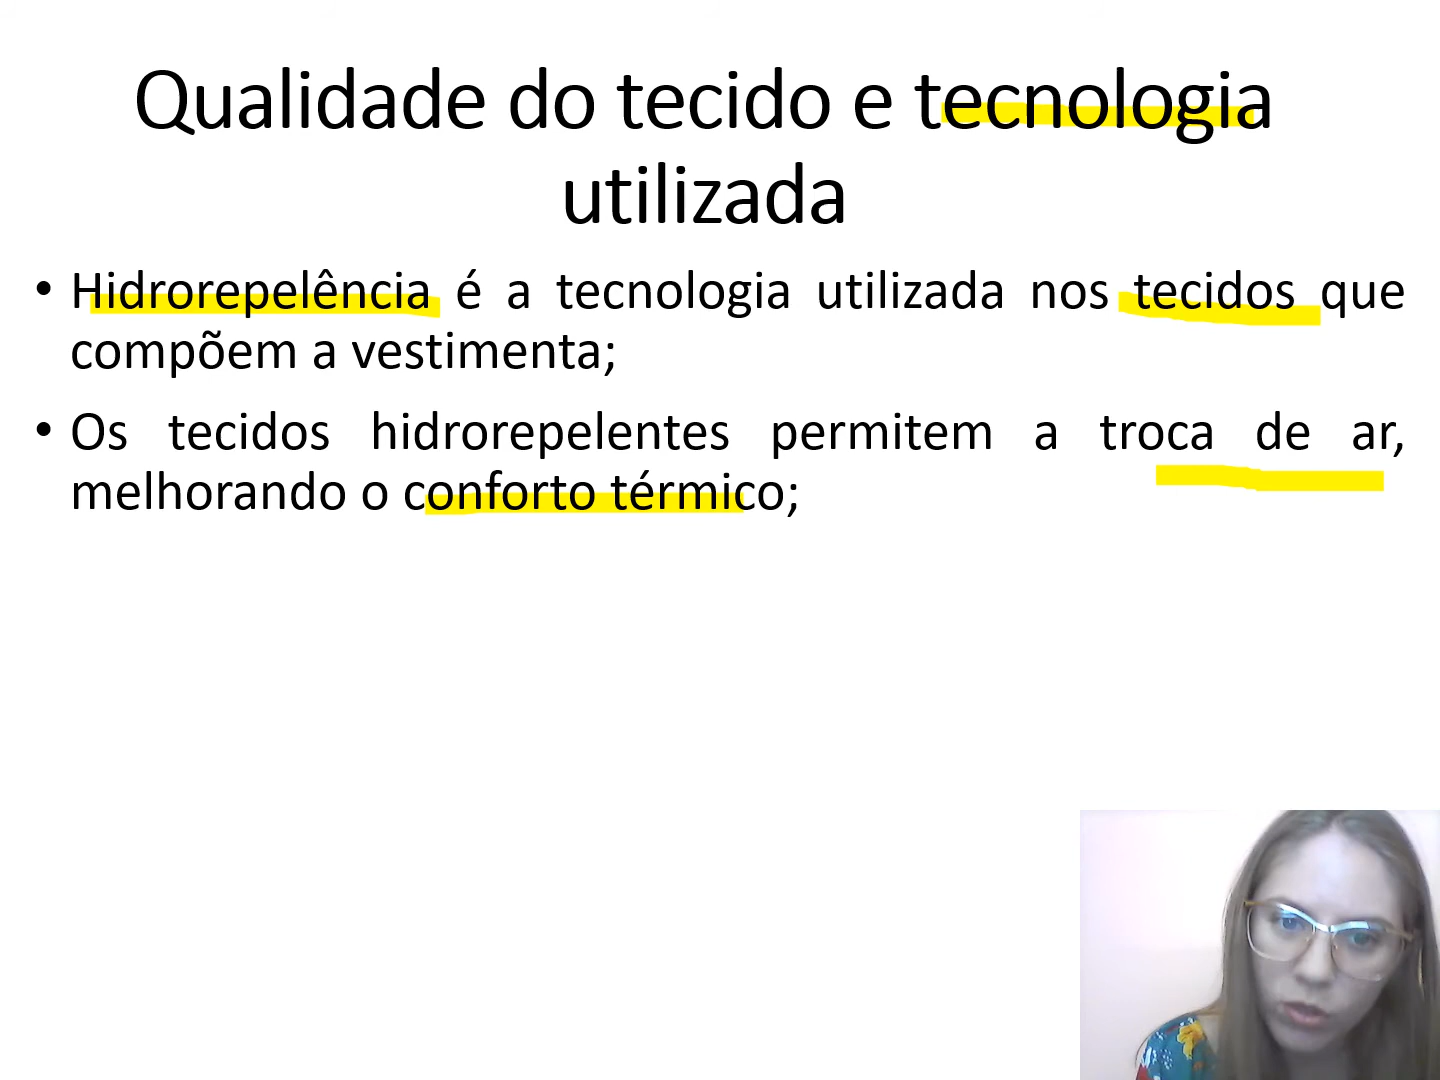 Qualidade do tecido e tecnologia
utilizada
• Hidrorepelência é a tecnologia utilizada nos tecidos que
compõem a vestimenta;
• Os tecidos hidrorepelentes permitem a troca de ar,
melhorando o conforto térmico;